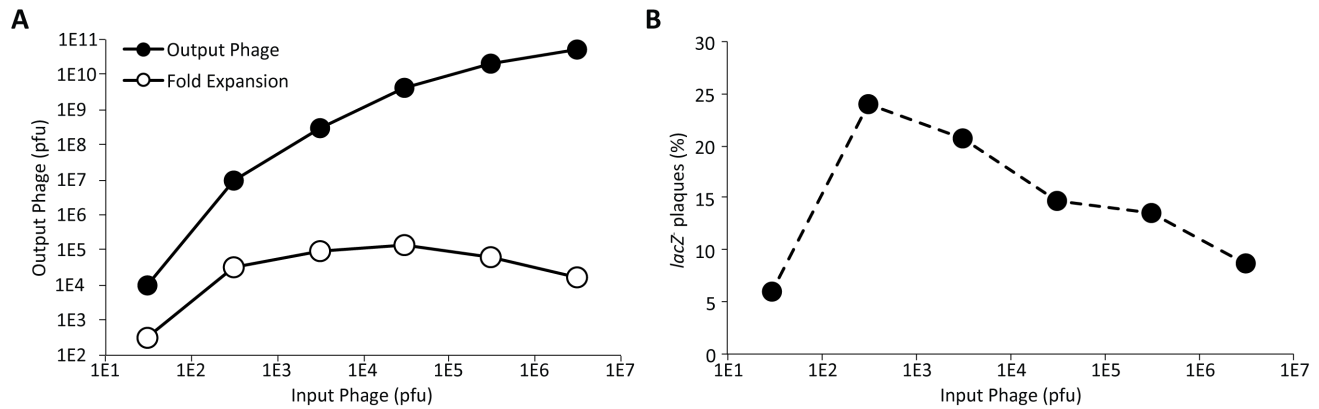 A
Output Phage (pfu)
1E11
1E10
1E9
1E8
1E7
1E6
1E5
1E4
1E3
1E2
Output Phage
Fold Expansion
1E1
1E2
1E3
1E4
1E5
1E6
1E7
Input Phage (pfu)
B
lacZ- plaques (%)
30
25
20
15
10
5
0
1E1
1E2
1E3
1E4
1E5
1E6
1E7
Input Phage (pfu)